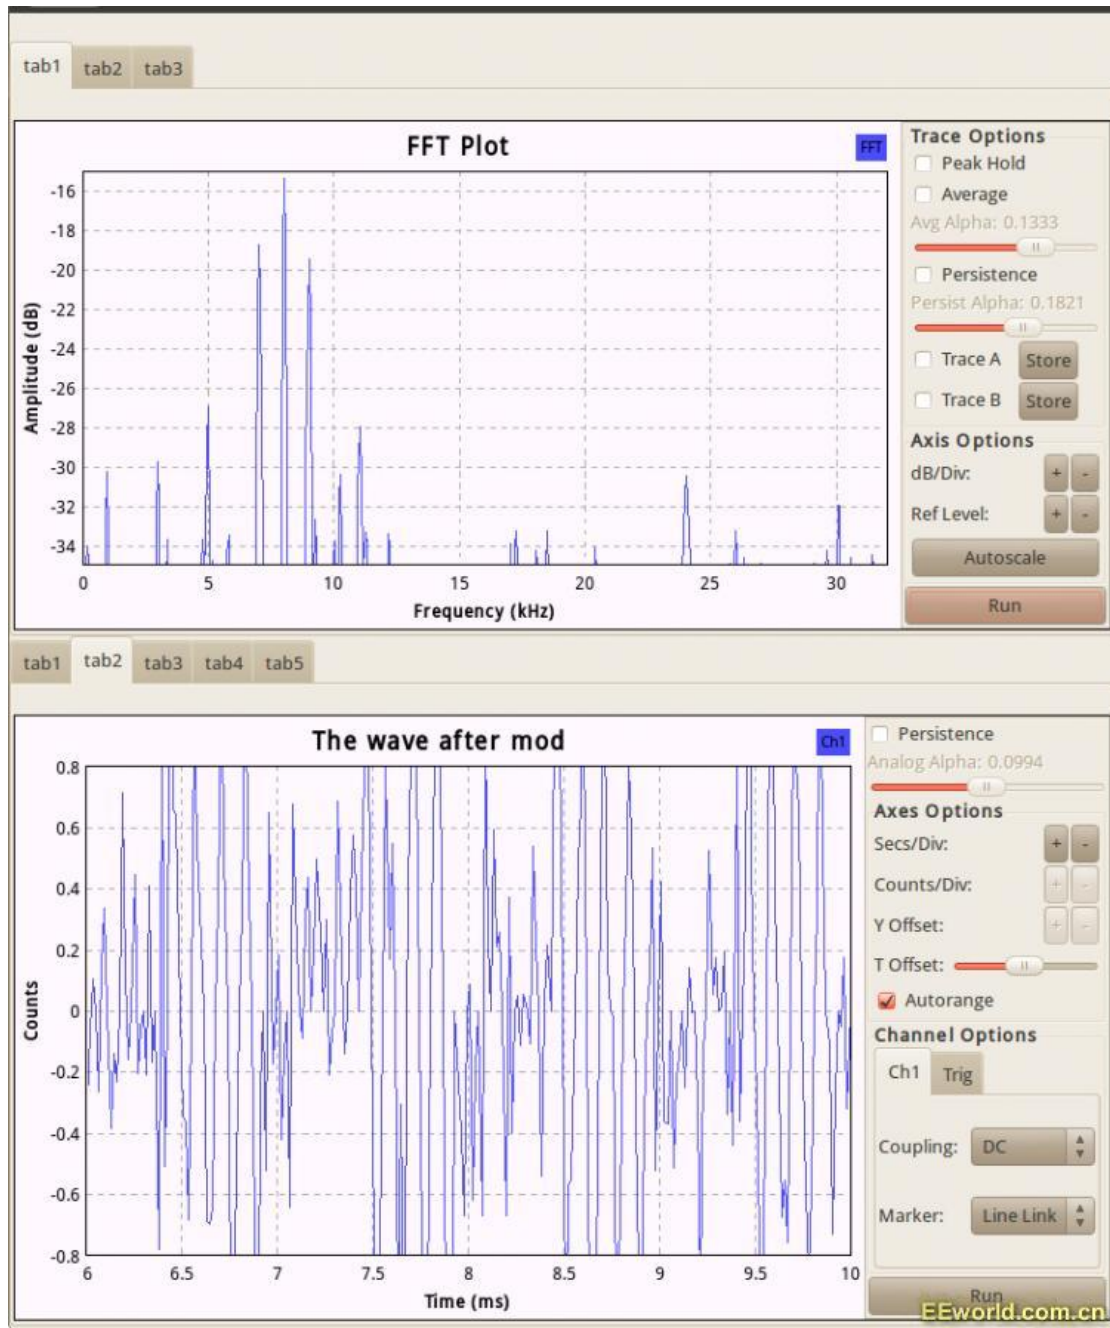 tab1 tab2 tab3
FFT Plot
FFT
Amplitude (dB)
-16
-18
-20
-22
-24
-26
-28
-30
-32
-34
0 5 10 15 20 25 30
Frequency (kHz)
Trace Options
Peak Hold
Average
Avg Alpha: 0.1333
Persistence
Persist Alpha: 0.1821
Trace A Store
Trace B Store
Axis Options
dB/Div: + -
Ref Level: + -
Autoscale
Run
tab1 tab2 tab3 tab4 tab5
The wave after mod
Ch1
Counts
0.8
0.6
0.4
0.2
0
-0.2
-0.4
-0.6
-0.8
6 6.5 7 7.5 8 8.5 9 9.5 10
Time (ms)
Persistence
Analog Alpha: 0.0994
Axes Options
Secs/Div: + -
Counts/Div: + -
Y Offset: + -
T Offset:
Autorange
Channel Options
Ch1 Trig
Coupling: DC
Marker: Line Link
Run
EEworld.com.cn